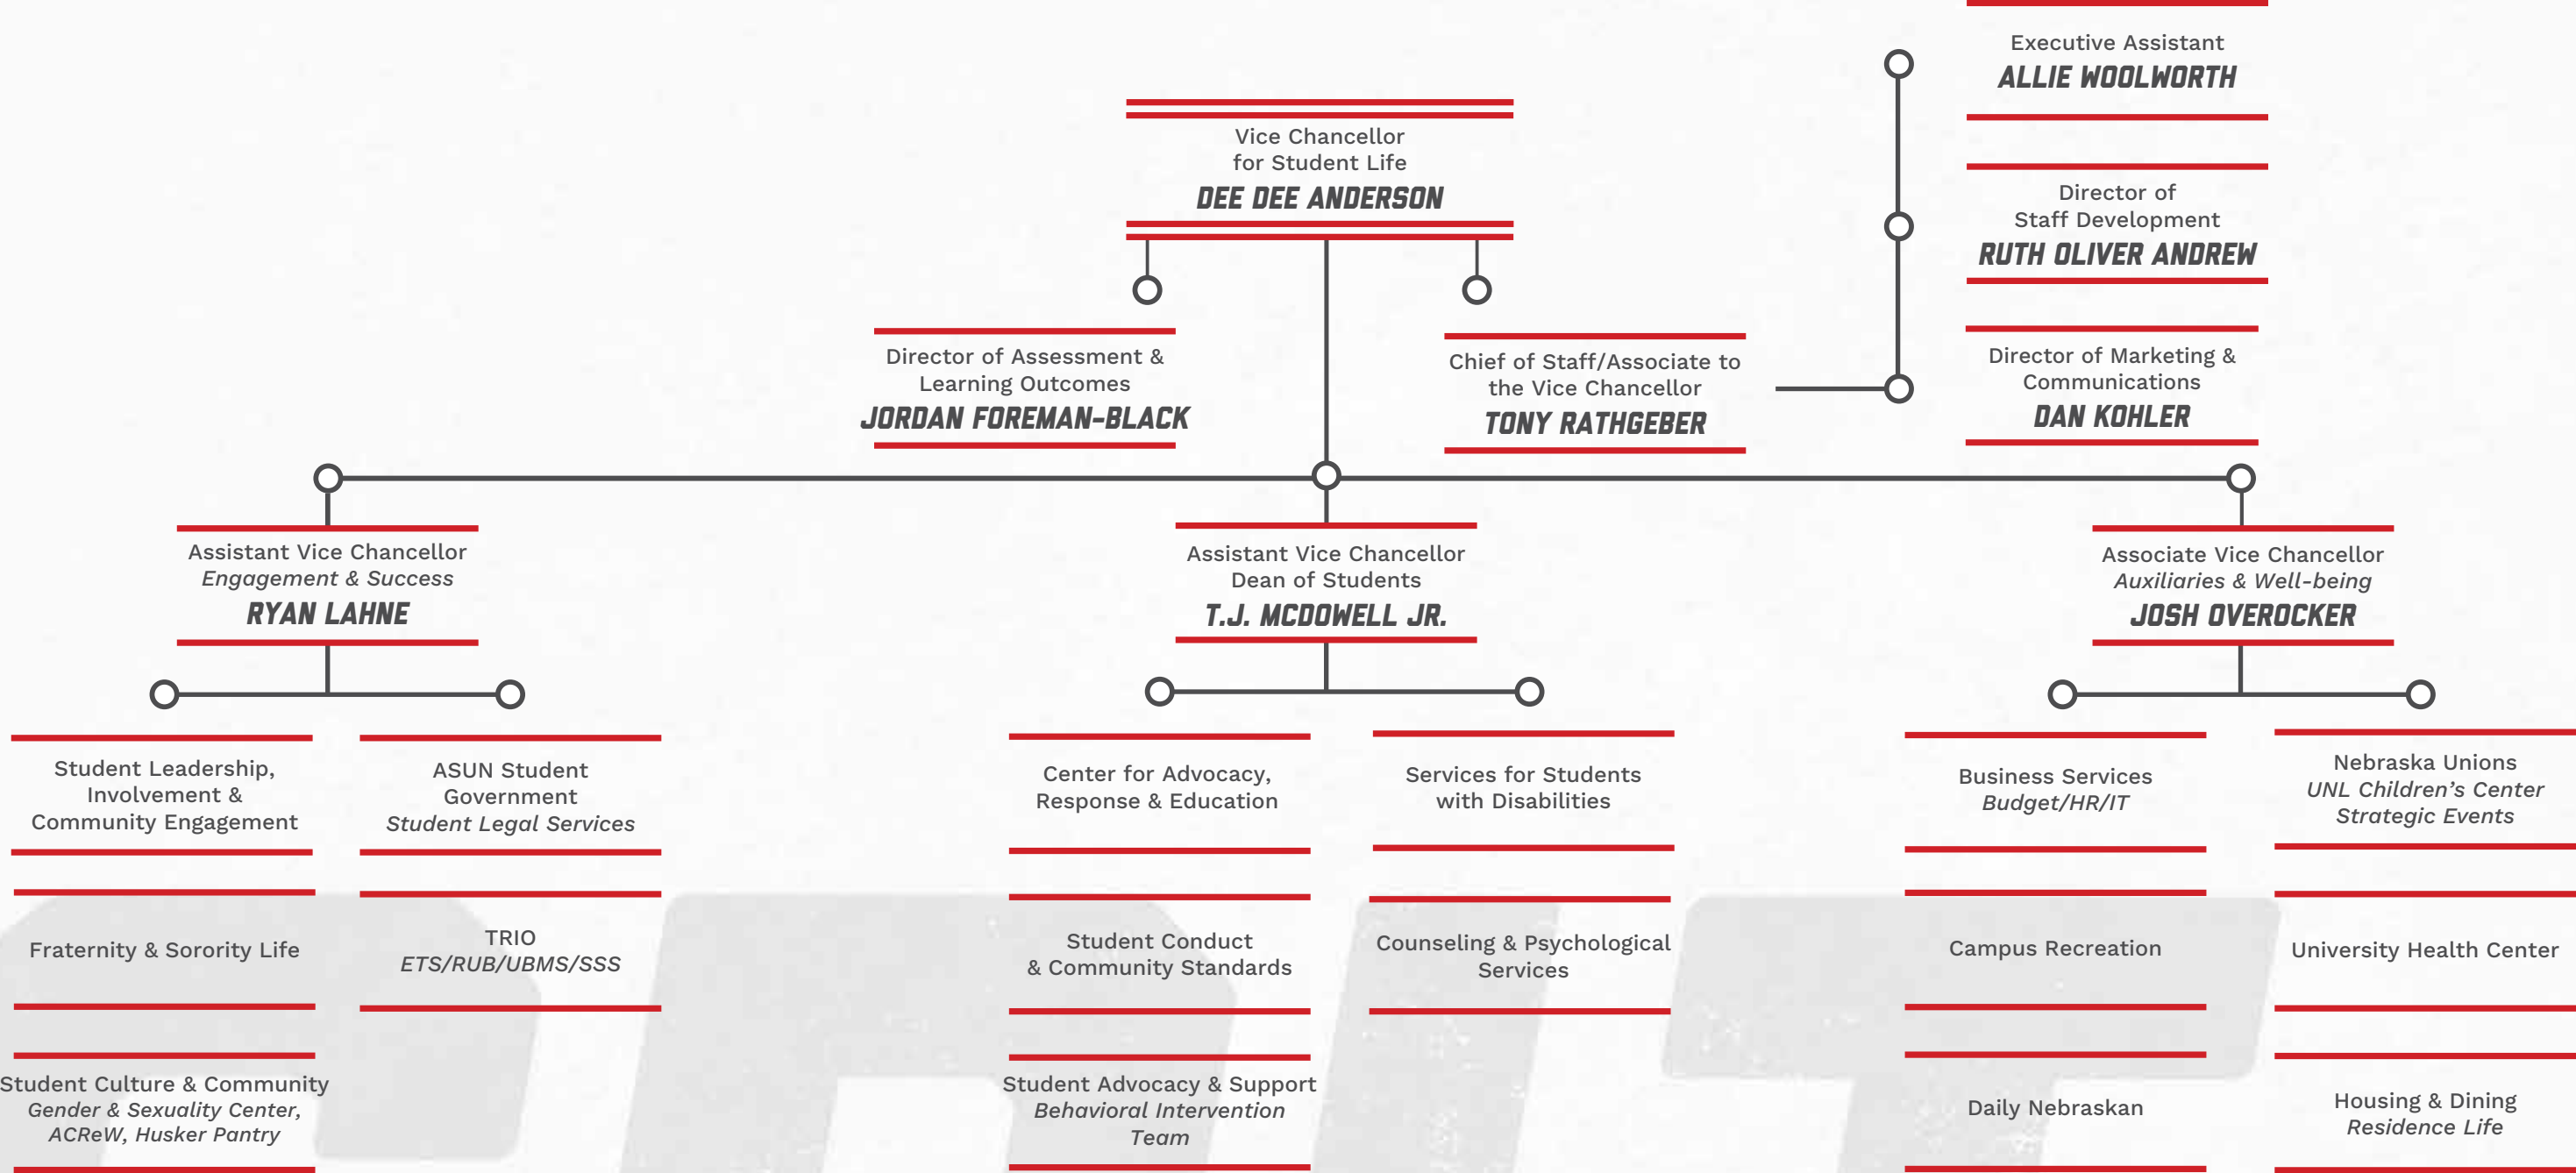 Executive Assistant
ALLIE WOOLWORTH
Vice Chancellor
for Student Life
DEE DEE ANDERSON
Director of
Staff Development
RUTH OLIVER ANDREW
Director of Assessment &
Learning Outcomes
JORDAN FOREMAN-BLACK
Chief of Staff/Associate to
the Vice Chancellor
TONY RATHGEBER
Director of Marketing &
Communications
DAN KOHLER
Assistant Vice Chancellor
Engagement & Success
RYAN LAHNE
Assistant Vice Chancellor
Dean of Students
T.J. MCDOWELL JR.
Associate Vice Chancellor
Auxiliaries & Well-being
JOSH OVEROCKER
Student Leadership,
Involvement &
Community Engagement
ASUN Student
Government
Student Legal Services
Center for Advocacy,
Response & Education
Services for Students
with Disabilities
Business Services
Budget/HR/IT
Nebraska Unions
UNL Children’s Center
Strategic Events
Fraternity & Sorority Life
TRIO
ETS/RUB/UBMS/SSS
Student Conduct
& Community Standards
Counseling & Psychological
Services
Campus Recreation
University Health Center
Student Culture & Community
Gender & Sexuality Center,
ACReW, Husker Pantry
Student Advocacy & Support
Behavioral Intervention
Team
Daily Nebraskan
Housing & Dining
Residence Life